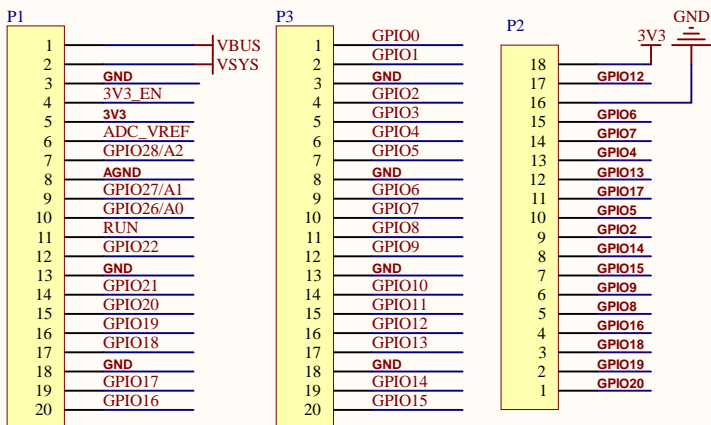 P1
1 VBUS
2 VSYS
3 GND
4 3V3_EN
5 3V3
6 ADC_VREF
7 GPIO28/A2
8 AGND
9 GPIO27/A1
10 GPIO26/A0
11 RUN
12 GPIO22
13 GND
14 GPIO21
15 GPIO20
16 GPIO19
17 GPIO18
18 GND
19 GPIO17
20 GPIO16
P3
1 GPIO0
2 GPIO1
3 GND
4 GPIO2
5 GPIO3
6 GPIO4
7 GPIO5
8 GND
9 GPIO6
10 GPIO7
11 GPIO8
12 GPIO9
13 GND
14 GPIO10
15 GPIO11
16 GPIO12
17 GPIO13
18 GND
19 GPIO14
20 GPIO15
P2
GND
18 3V3
17 GPIO12
16
15 GPIO6
14 GPIO7
13 GPIO4
12 GPIO13
11 GPIO17
10 GPIO5
9 GPIO2
8 GPIO14
7 GPIO15
6 GPIO9
5 GPIO8
4 GPIO16
3 GPIO18
2 GPIO19
1 GPIO20